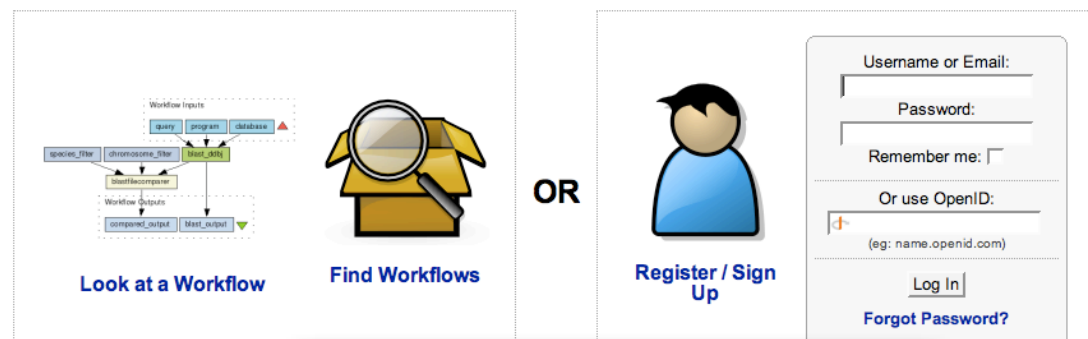 Workflow Inputs
query program database
species_filter chromosome_filter blast_ddbj
blastfilecomparer
Workflow Outputs
compared_output blast_output
Look at a Workflow
Find Workflows
OR
Register / Sign
Up
Username or Email:
Password:
Remember me:
Or use OpenID:
(eg: name.openid.com)
Log In
Forgot Password?